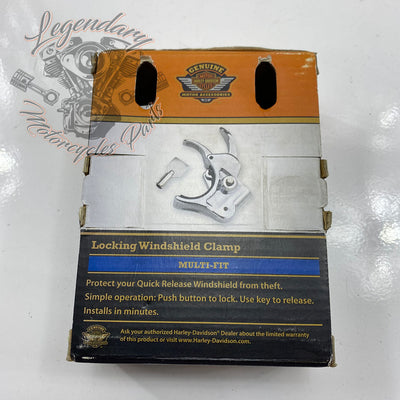 Legendary
Motorcycles Parts
GENUINE
HARLEY-DAVIDSON
MOTOR ACCESSORIES
Locking Windshield Clamp
MULTI-FIT
Protect your Quick Release Windshield from theft.
Simple operation: Push button to lock. Use key to release.
Installs in minutes.
Ask your authorized Harley-Davidson® Dealer about the limited warranty
of this product or visit www.Harley-Davidson.com.